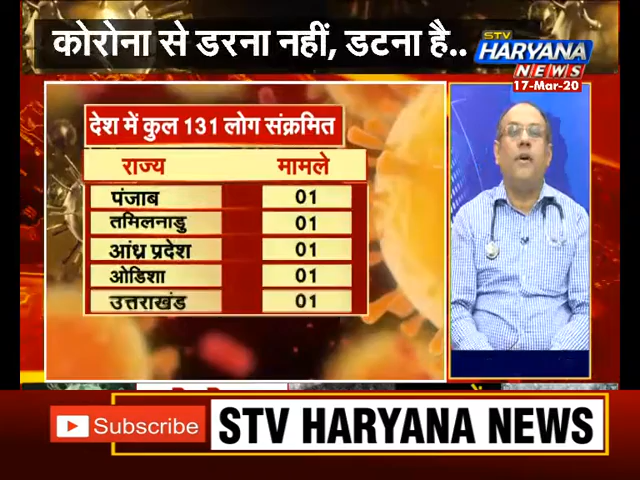 कोरोना से डरना नहीं, डटना है..
STV
HARYANA
NEWS
17-Mar-20
देश में कुल 131 लोग संक्रमित
राज्य मामले
पंजाब 01
तमिलनाडु 01
आंध्र प्रदेश 01
ओडिशा 01
उत्तराखंड 01
Subscribe
STV HARYANA NEWS